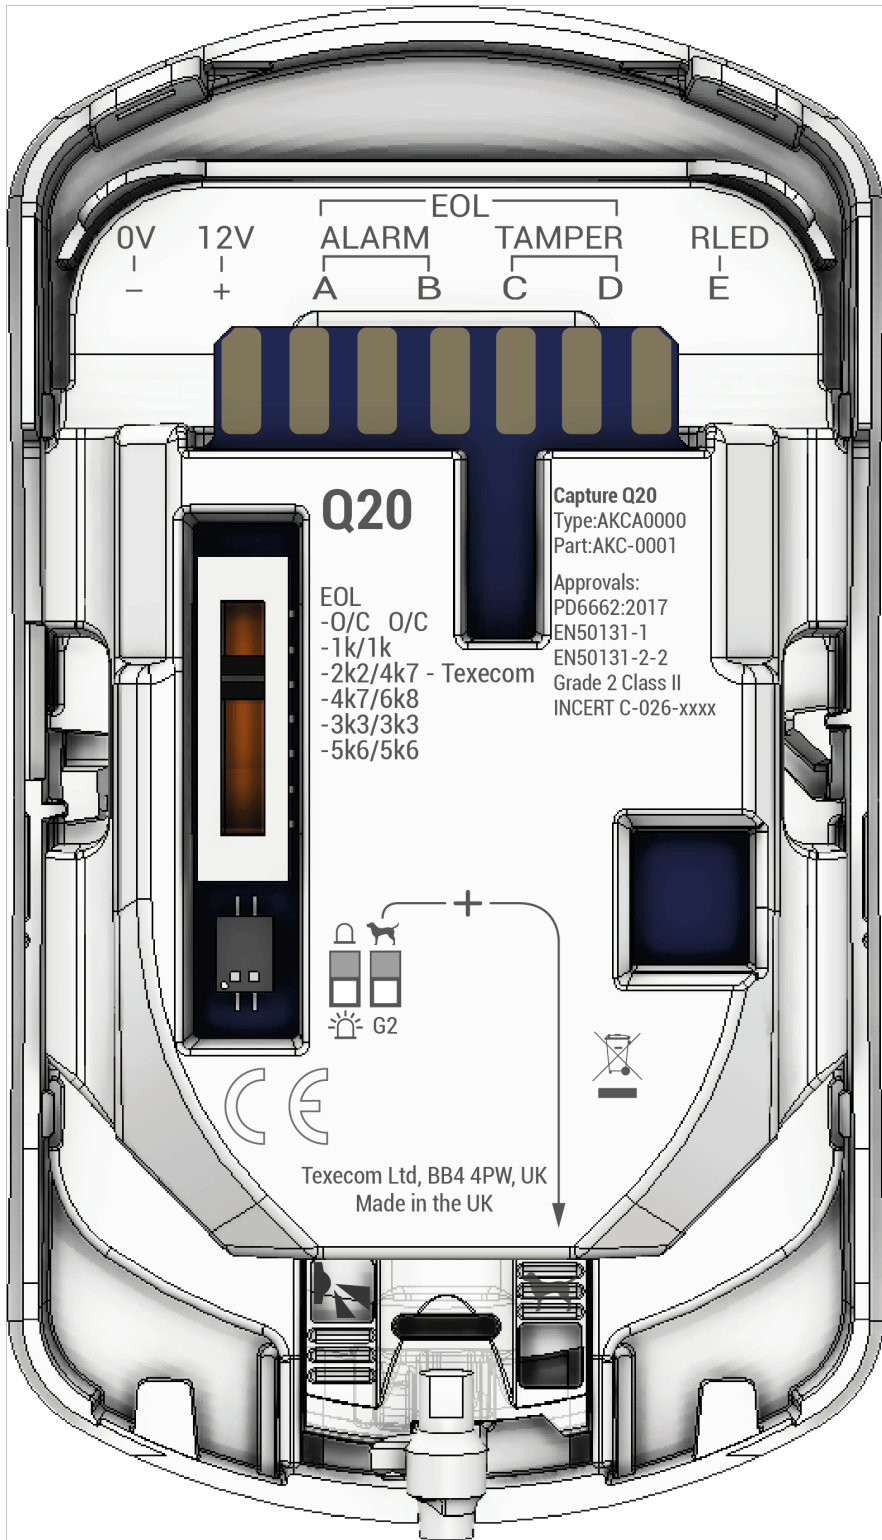 EOL
0V 12V ALARM TAMPER RLED
– + A B C D E
Q20
EOL
-O/C O/C
-1k/1k
-2k2/4k7 - Texecom
-4k7/6k8
-3k3/3k3
-5k6/5k6
Capture Q20
Type:AKCA0000
Part:AKC-0001
Approvals:
PD6662:2017
EN50131-1
EN50131-2-2
Grade 2 Class II
INCERT C-026-xxxx
+
G2
CE
Texecom Ltd, BB4 4PW, UK
Made in the UK